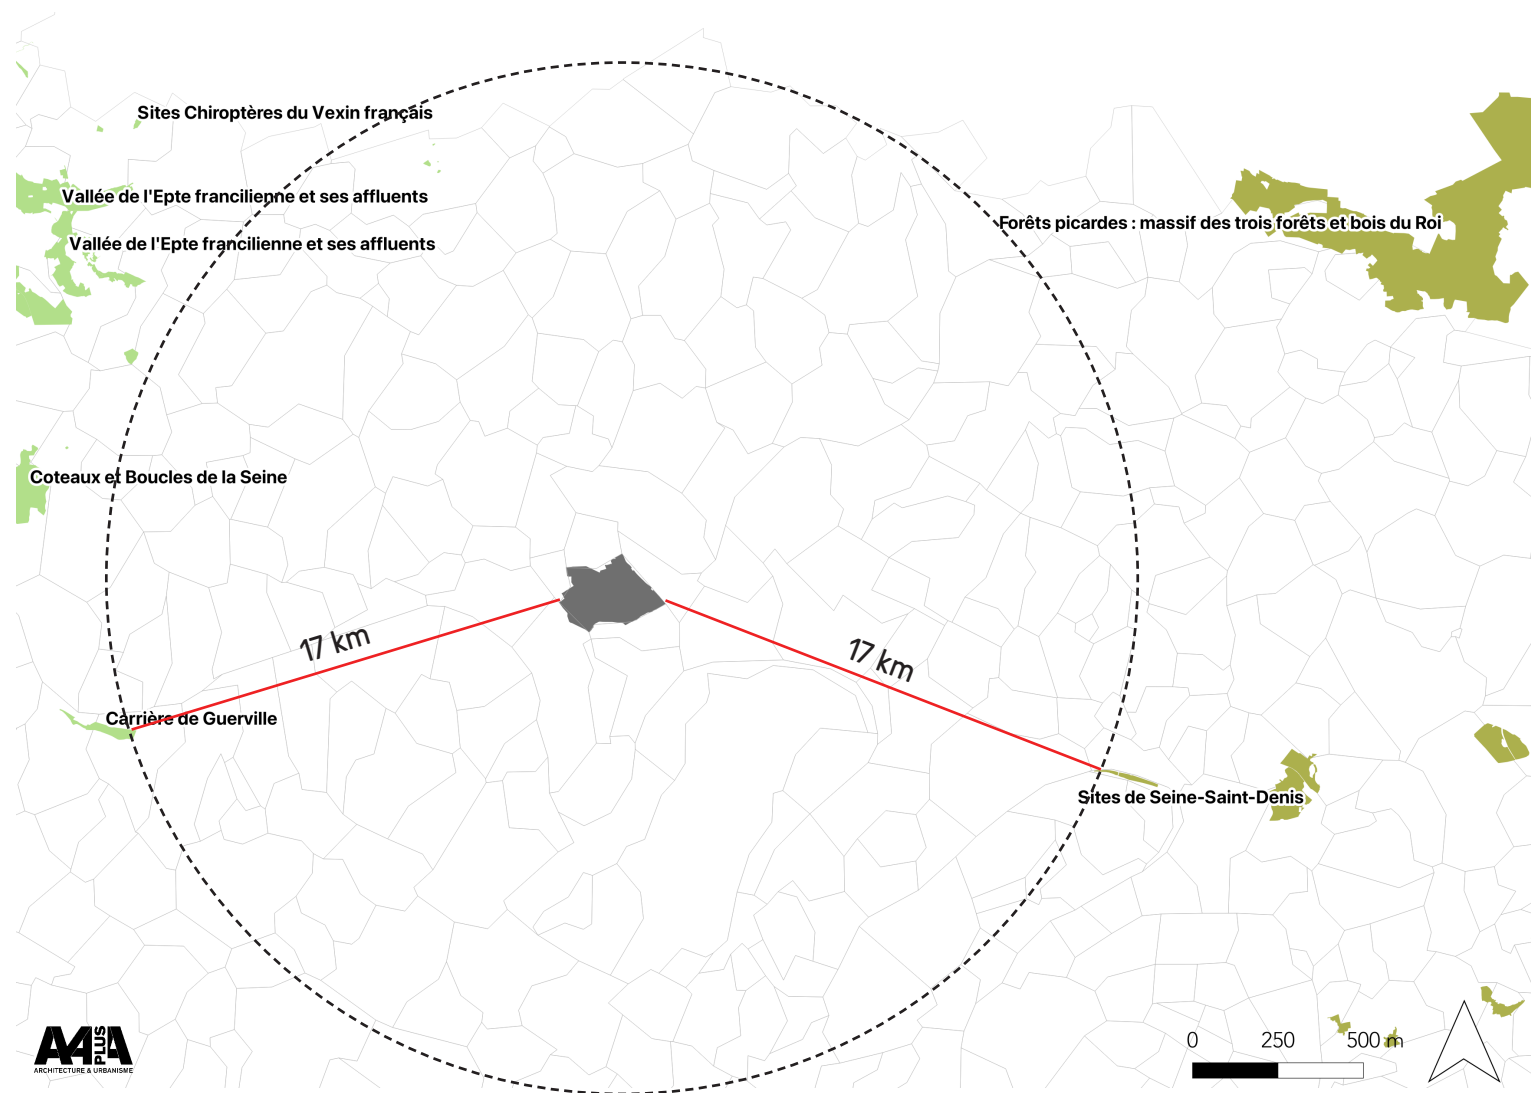 Sites Chiroptères du Vexin français
Vallée de l'Epte francilienne et ses affluents
Forêts picardes : massif des trois forêts et bois du Roi
Vallée de l'Epte francilienne et ses affluents
Coteaux et Boucles de la Seine
17 km
17 km
Carrière de Guerville
Sites de Seine-Saint-Denis
0 250 500 m
A4 PLUS A
ARCHITECTURE & URBANISME